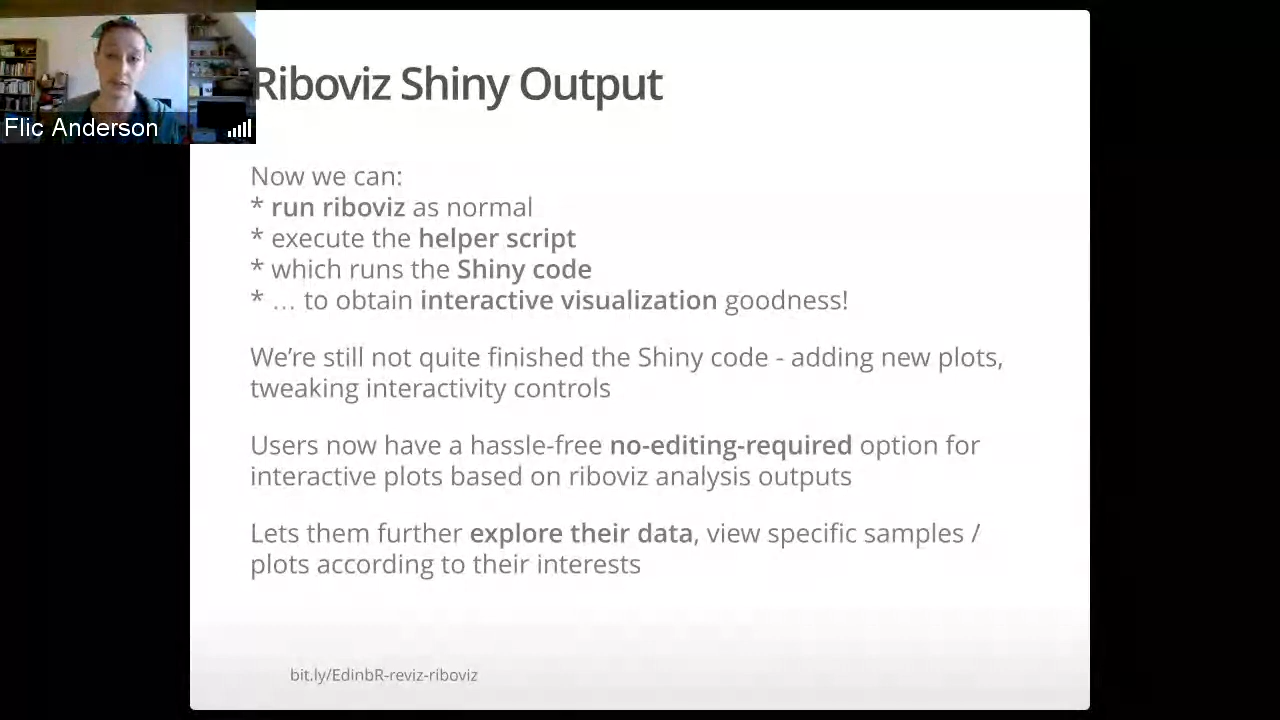 Riboviz Shiny Output
Flic Anderson
Now we can:
* run riboviz as normal
* execute the helper script
* which runs the Shiny code
* … to obtain interactive visualization goodness!
We’re still not quite finished the Shiny code - adding new plots,
tweaking interactivity controls
Users now have a hassle-free no-editing-required option for
interactive plots based on riboviz analysis outputs
Lets them further explore their data, view specific samples /
plots according to their interests
bit.ly/EdinbR-reviz-riboviz